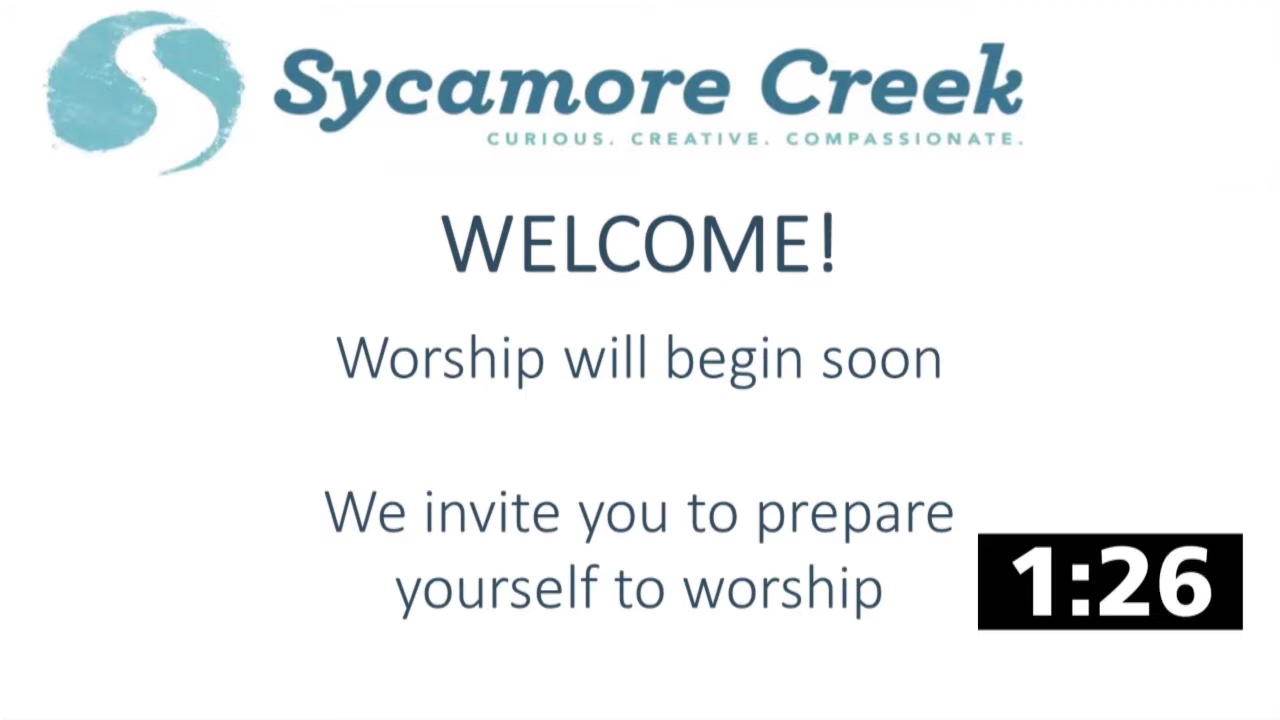 Sycamore Creek
CURIOUS. CREATIVE. COMPASSIONATE.
WELCOME!
Worship will begin soon
We invite you to prepare
yourself to worship
1:26